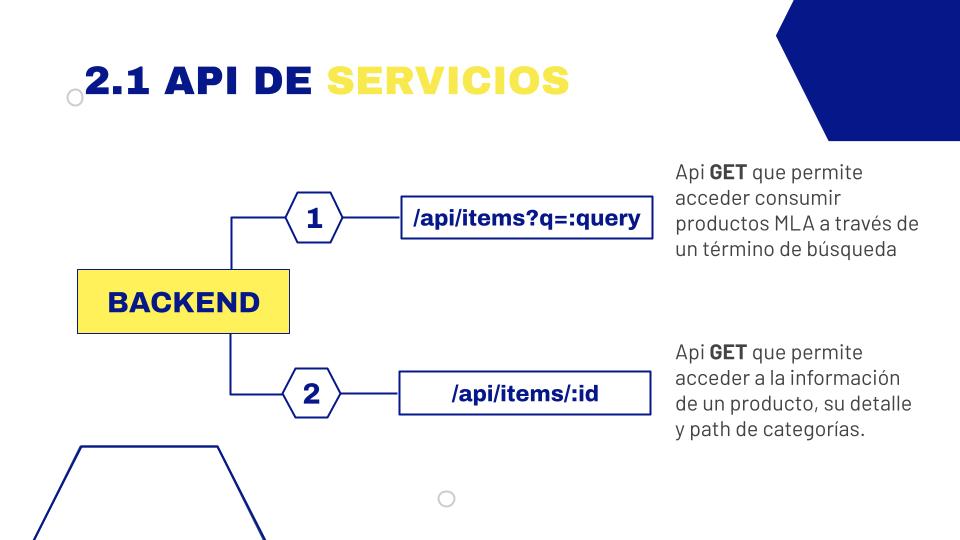 2.1 API DE SERVICIOS
1
/api/items?q=:query
Api GET que permite
acceder consumir
productos MLA a través de
un término de búsqueda
BACKEND
2
/api/items/:id
Api GET que permite
acceder a la información
de un producto, su detalle
y path de categorías.